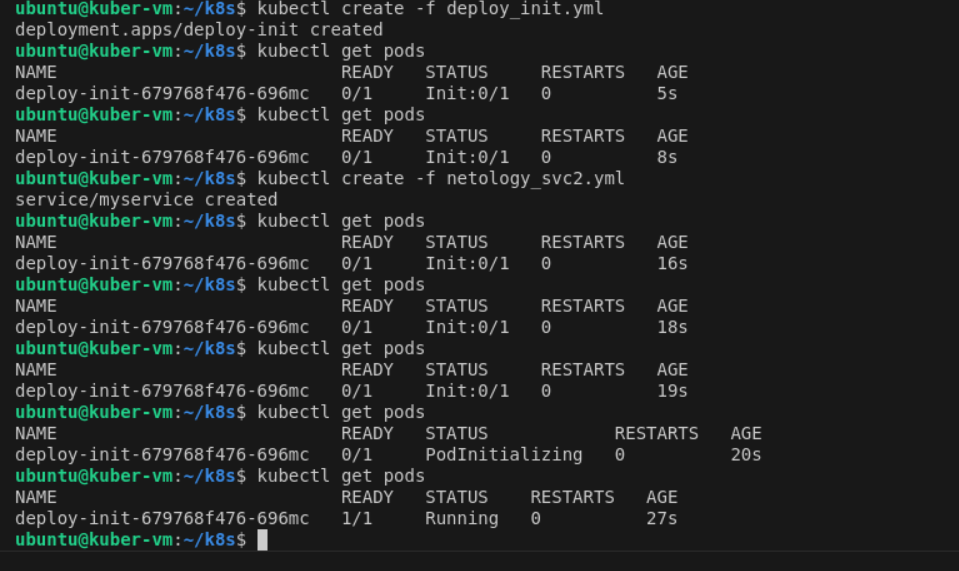 ubuntu@kuber-vm:~/k8s$ kubectl create -f deploy_init.yml
deployment.apps/deploy-init created
ubuntu@kuber-vm:~/k8s$ kubectl get pods
NAME                           READY   STATUS     RESTARTS   AGE
deploy-init-679768f476-696mc   0/1     Init:0/1   0          5s
ubuntu@kuber-vm:~/k8s$ kubectl get pods
NAME                           READY   STATUS     RESTARTS   AGE
deploy-init-679768f476-696mc   0/1     Init:0/1   0          8s
ubuntu@kuber-vm:~/k8s$ kubectl create -f netology_svc2.yml
service/myservice created
ubuntu@kuber-vm:~/k8s$ kubectl get pods
NAME                           READY   STATUS     RESTARTS   AGE
deploy-init-679768f476-696mc   0/1     Init:0/1   0          16s
ubuntu@kuber-vm:~/k8s$ kubectl get pods
NAME                           READY   STATUS     RESTARTS   AGE
deploy-init-679768f476-696mc   0/1     Init:0/1   0          18s
ubuntu@kuber-vm:~/k8s$ kubectl get pods
NAME                           READY   STATUS     RESTARTS   AGE
deploy-init-679768f476-696mc   0/1     Init:0/1   0          19s
ubuntu@kuber-vm:~/k8s$ kubectl get pods
NAME                           READY   STATUS            RESTARTS   AGE
deploy-init-679768f476-696mc   0/1     PodInitializing   0          20s
ubuntu@kuber-vm:~/k8s$ kubectl get pods
NAME                           READY   STATUS    RESTARTS   AGE
deploy-init-679768f476-696mc   1/1     Running   0          27s
ubuntu@kuber-vm:~/k8s$